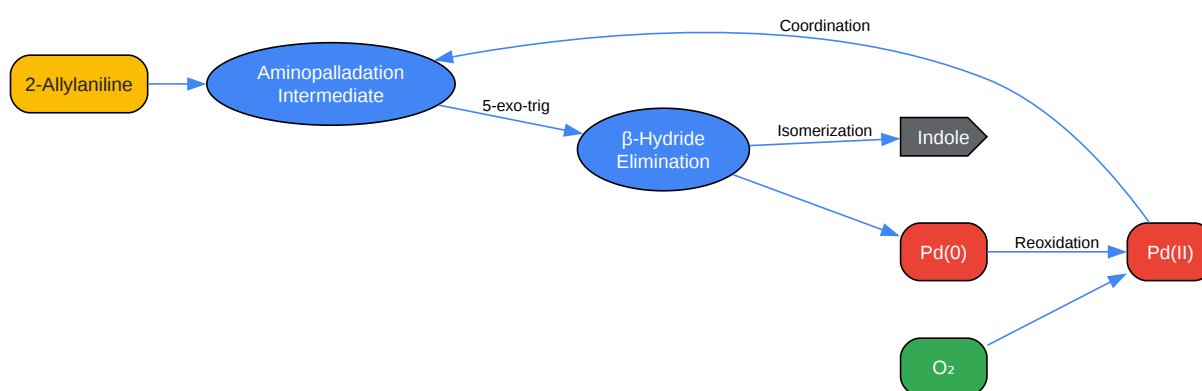 Coordination
2-Allylaniline
Aminopalladation
Intermediate
5-exo-trig
β-Hydride
Elimination
Isomerization
Indole
Pd(0)
Reoxidation
Pd(II)
O₂